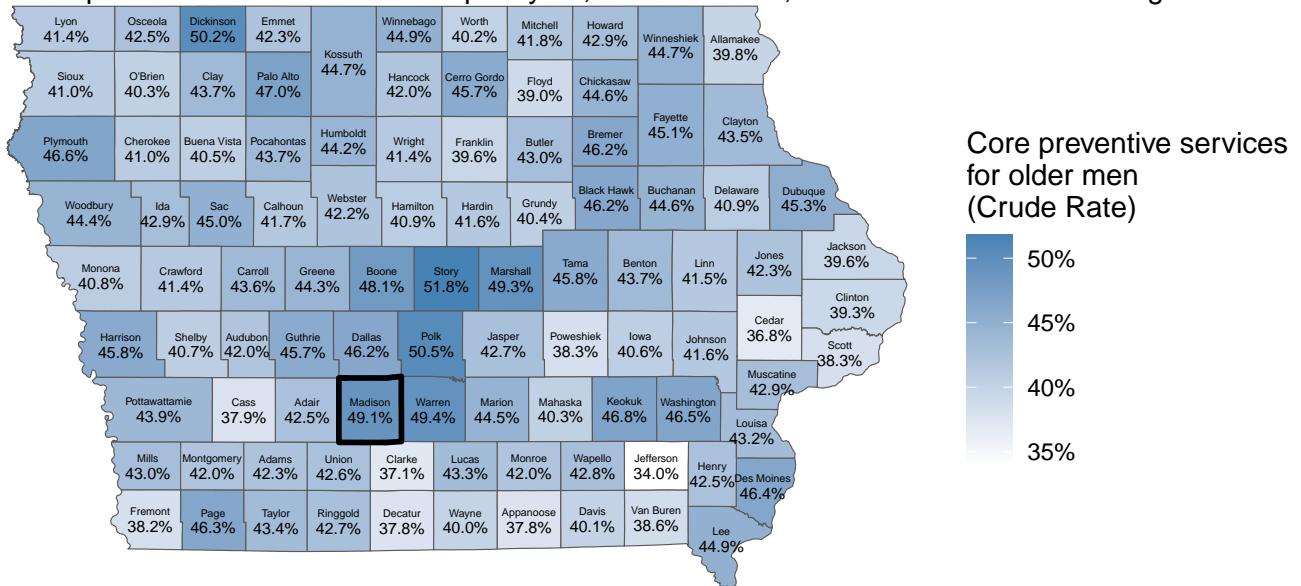 Lyon Osceola Dickinson Emmet Winnebago Worth Mitchell Howard
41.4% 42.5% 50.2% 42.3% 44.9% 40.2% 41.8% 42.9%
Kossuth Winneshiek Allamakee
44.7% 44.7% 39.8%
Sioux O'Brien Clay Palo Alto Hancock Cerro Gordo Floyd Chickasaw
41.0% 40.3% 43.7% 47.0% 42.0% 45.7% 39.0% 44.6%
Fayette Clayton
45.1% 43.5%
Plymouth Cherokee Buena Vista Pocahontas Humboldt Wright Franklin Butler Bremer
46.6% 41.0% 40.5% 43.7% 44.2% 41.4% 39.6% 43.0% 46.2%
Woodbury Ida Sac Calhoun Webster Hamilton Hardin Grundy Black Hawk Buchanan Delaware Dubuque
44.4% 42.9% 45.0% 41.7% 42.2% 40.9% 41.6% 40.4% 46.2% 44.6% 40.9% 45.3%
Monona Crawford Carroll Greene Boone Story Marshall Tama Benton Linn Jones Jackson
40.8% 41.4% 43.6% 44.3% 48.1% 51.8% 49.3% 45.8% 43.7% 41.5% 42.3% 39.6%
Clinton
39.3%
Harrison Shelby Audubon Guthrie Dallas Polk Jasper Poweshiek Iowa Johnson Cedar Scott
45.8% 40.7% 42.0% 45.7% 46.2% 50.5% 42.7% 38.3% 40.6% 41.6% 36.8% 38.3%
Muscatine
42.9%
Pottawattamie Cass Adair Madison Warren Marion Mahaska Keokuk Washington
43.9% 37.9% 42.5% 49.1% 49.4% 44.5% 40.3% 46.8% 46.5%
Louisa
43.2%
Mills Montgomery Adams Union Clarke Lucas Monroe Wapello Jefferson Henry Des Moines
43.0% 42.0% 42.3% 42.6% 37.1% 43.3% 42.0% 42.8% 34.0% 42.5% 46.4%
Fremont Page Taylor Ringgold Decatur Wayne Appanoose Davis Van Buren Lee
38.2% 46.3% 43.4% 42.7% 37.8% 40.0% 37.8% 40.1% 38.6% 44.9%
Core preventive services
for older men
(Crude Rate)
50%
45%
40%
35%